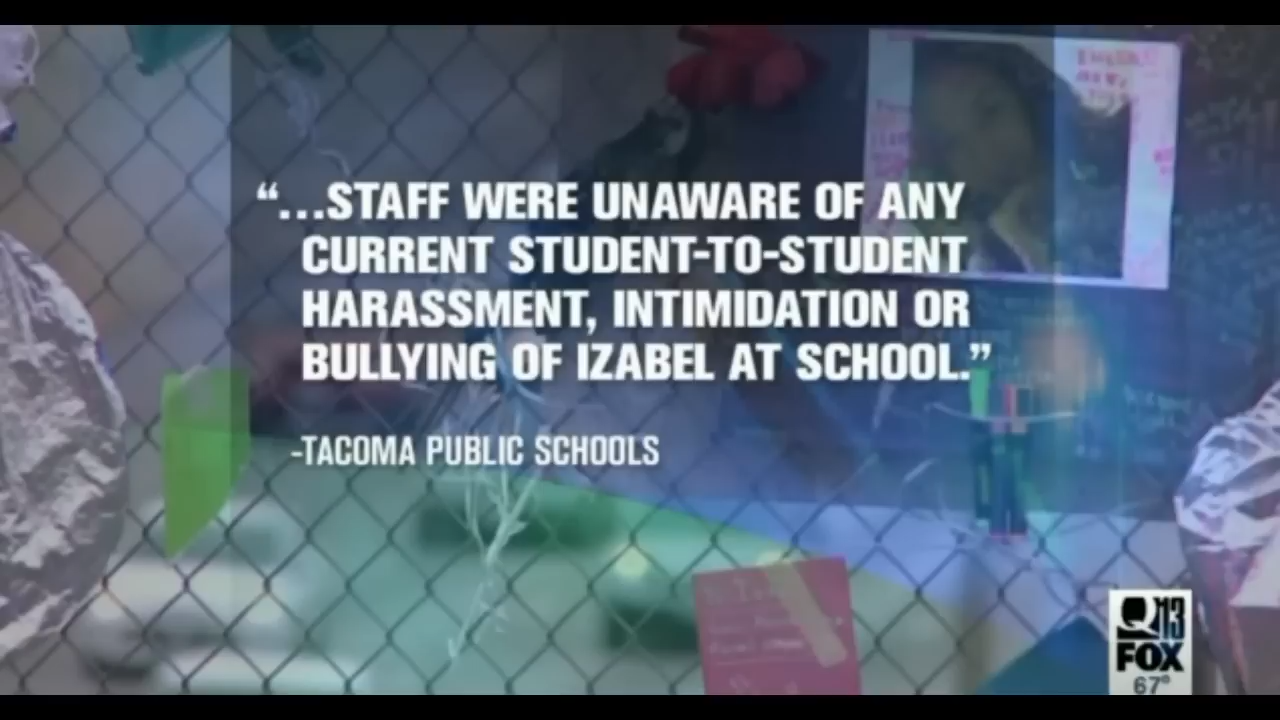 “...STAFF WERE UNAWARE OF ANY
CURRENT STUDENT-TO-STUDENT
HARASSMENT, INTIMIDATION OR
BULLYING OF IZABEL AT SCHOOL.”
-TACOMA PUBLIC SCHOOLS
Q13
FOX
67°